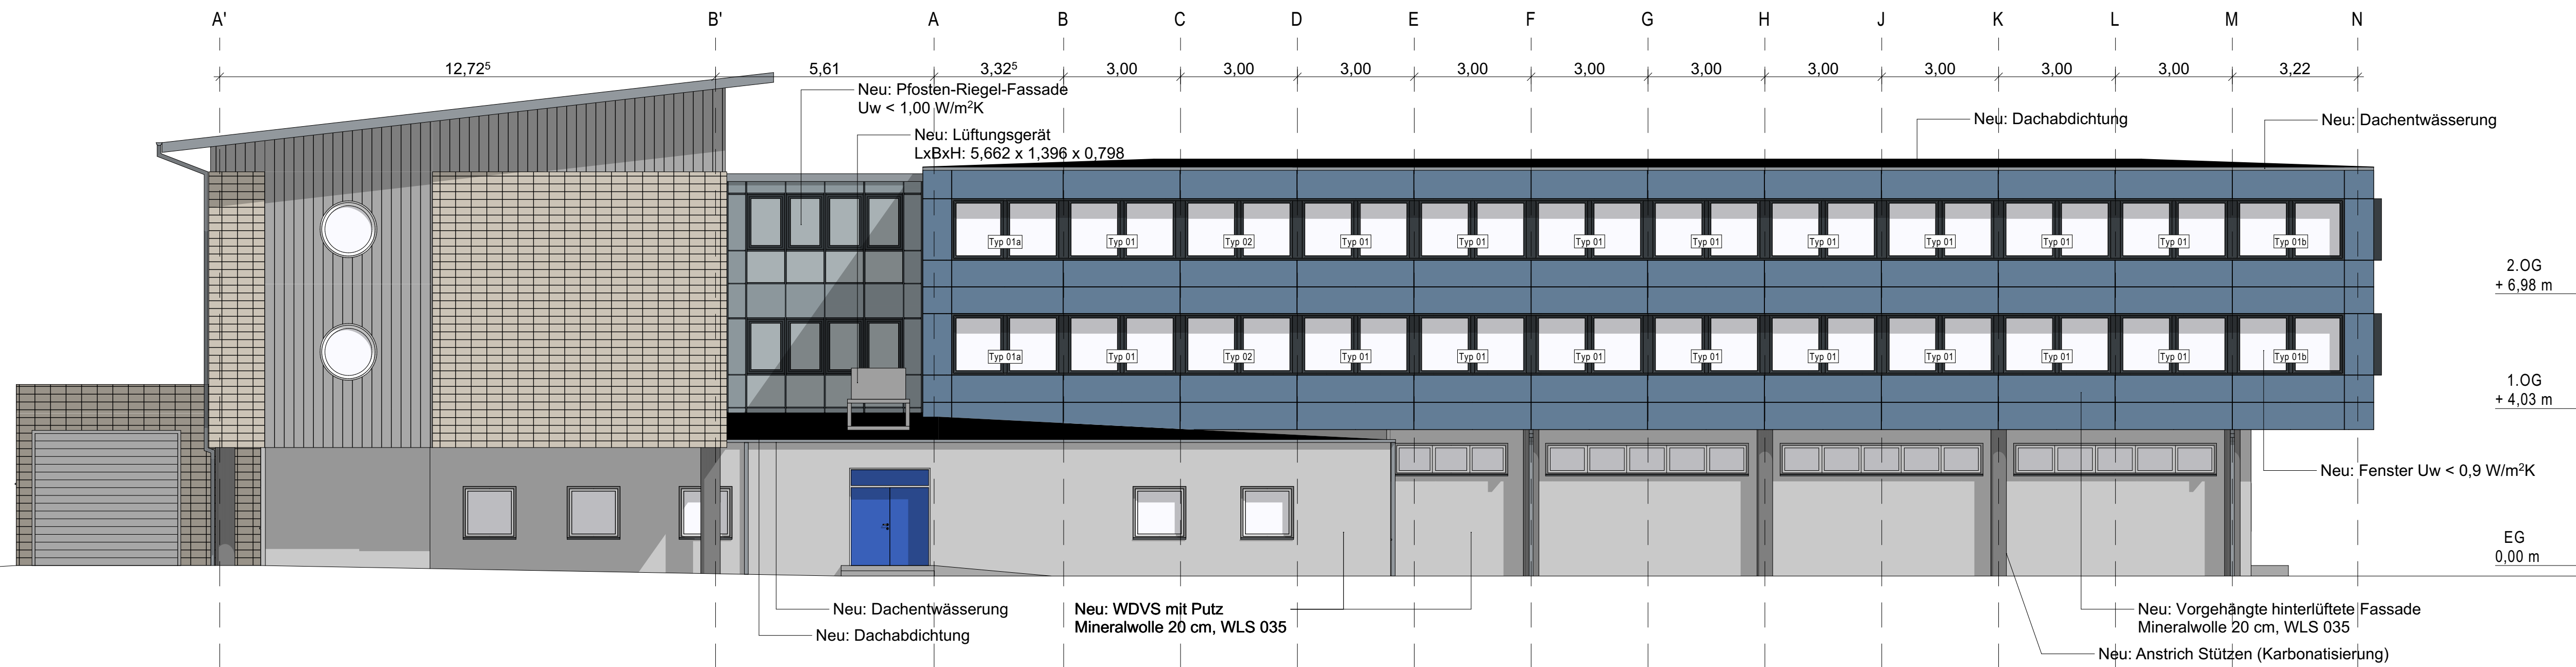 A' B' A B C D E F G H J K L M N
12,72⁵ 5,61 3,32⁵ 3,00 3,00 3,00 3,00 3,00 3,00 3,00 3,00 3,00 3,00 3,22
Neu: Pfosten-Riegel-Fassade
Uw < 1,00 W/m²K
Neu: Lüftungsgerät
LxBxH: 5,662 x 1,396 x 0,798
Neu: Dachabdichtung
Neu: Dachentwässerung
Typ 01a Typ 01 Typ 02 Typ 01 Typ 01 Typ 01 Typ 01 Typ 01 Typ 01 Typ 01 Typ 01 Typ 01b
2.OG
+ 6,98 m
Typ 01a Typ 01 Typ 02 Typ 01 Typ 01 Typ 01 Typ 01 Typ 01 Typ 01 Typ 01 Typ 01 Typ 01b
1.OG
+ 4,03 m
Neu: Fenster Uw < 0,9 W/m²K
EG
0,00 m
Neu: Dachentwässerung
Neu: Dachabdichtung
Neu: WDVS mit Putz
Mineralwolle 20 cm, WLS 035
Neu: Vorgehängte hinterlüftete Fassade
Mineralwolle 20 cm, WLS 035
Neu: Anstrich Stützen (Karbonatisierung)